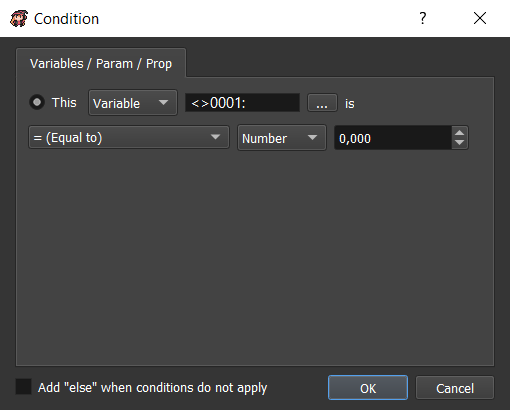 Condition
?
Variables / Param / Prop
This Variable <>0001: ... is
= (Equal to) Number 0,000
Add "else" when conditions do not apply OK Cancel